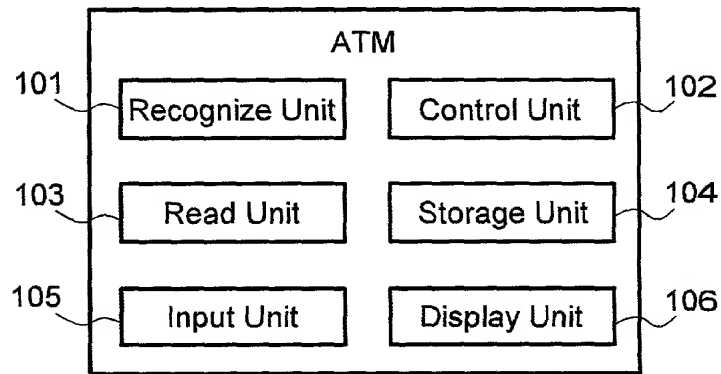 ATM
101 Recognize Unit Control Unit 102
103 Read Unit Storage Unit 104
105 Input Unit Display Unit 106